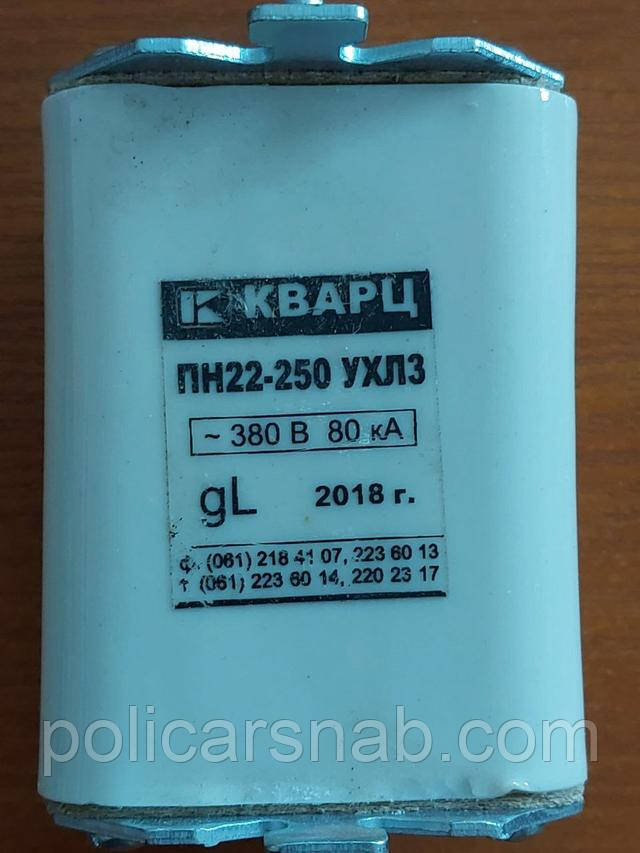 КВАРЦ
ПН22-250 УХЛ3
~ 380 В 80 кА
gL 2018 г.
ф. (061) 218 41 07, 223 60 13
т (061) 223 60 14, 220 23 17
policarsnab.com